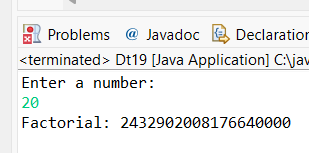 Problems @ Javadoc Declaration
<terminated> Dt19 [Java Application] C:\jav
Enter a number:
20
Factorial: 2432902008176640000